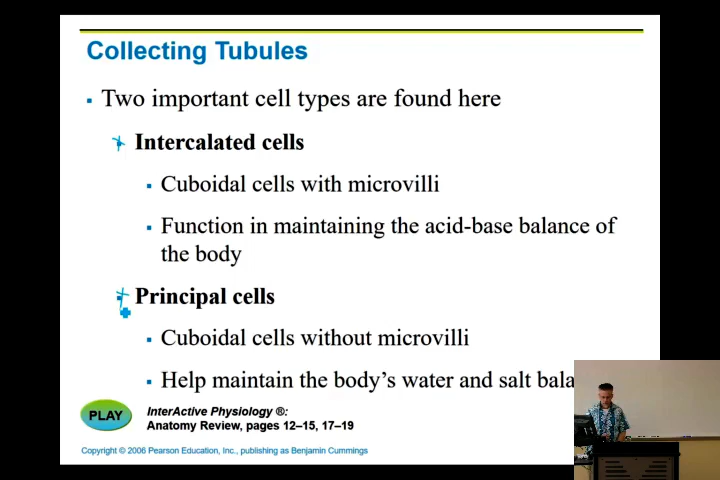 Collecting Tubules
▪ Two important cell types are found here
Intercalated cells
▪ Cuboidal cells with microvilli
▪ Function in maintaining the acid-base balance of
the body
▪ Principal cells
▪ Cuboidal cells without microvilli
▪ Help maintain the body's water and salt bala
PLAY
InterActive Physiology ®:
Anatomy Review, pages 12–15, 17–19
Copyright © 2006 Pearson Education, Inc., publishing as Benjamin Cummings